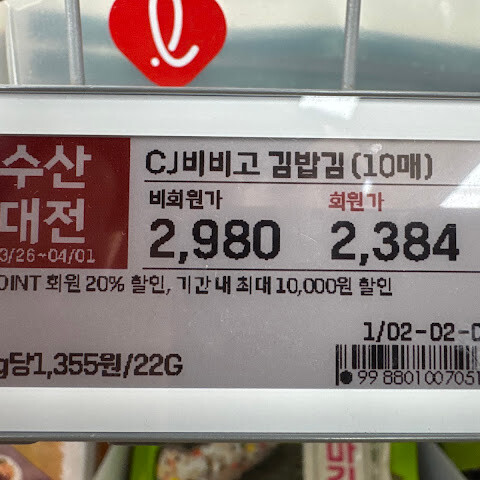 수산
대전
3/26~04/01
CJ비비고 김밥김(10매)
비회원가
회원가
2,980
2,384
OINT 회원 20% 할인, 기간 내 최대 10,000원 할인
1/02-02-0
g당1,355원/22G
99 8801007051